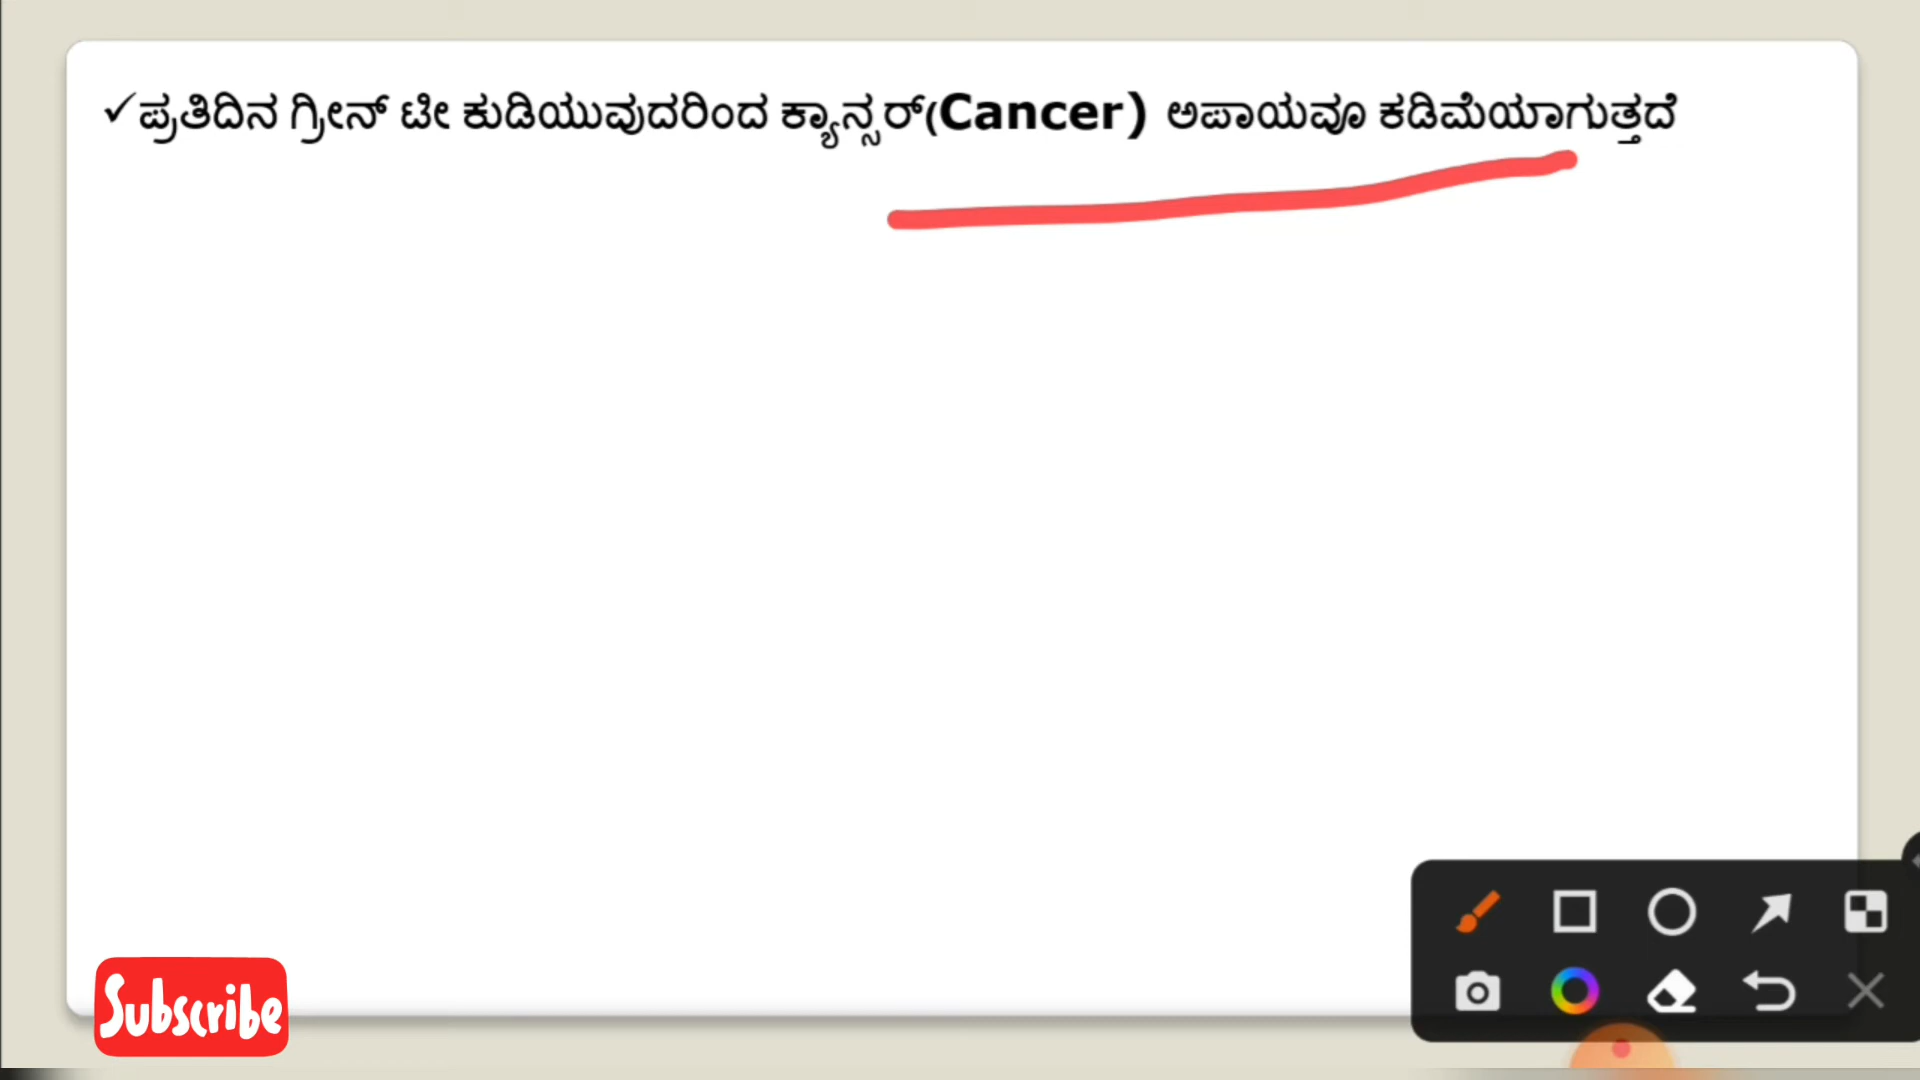 ✓ಪ್ರತಿದಿನ ಗ್ರೀನ್ ಟೀ ಕುಡಿಯುವುದರಿಂದ ಕ್ಯಾನ್ಸರ್(Cancer) ಅಪಾಯವೂ ಕಡಿಮೆಯಾಗುತ್ತದೆ
Subscribe